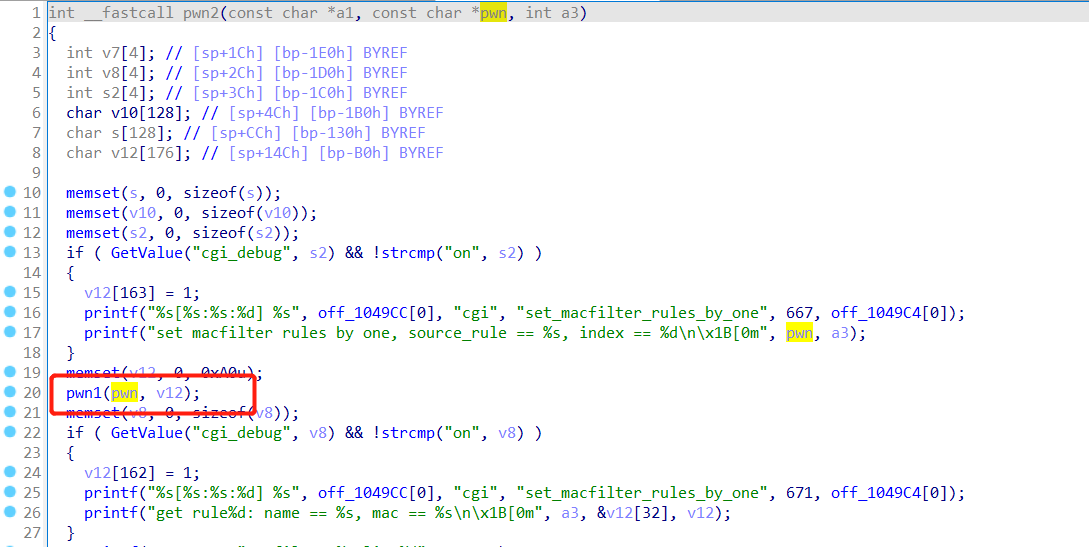 1 int __fastcall pwn2(const char *a1, const char *pwn, int a3)
2 {
3 int v7[4]; // [sp+1Ch] [bp-1E0h] BYREF
4 int v8[4]; // [sp+2Ch] [bp-1D0h] BYREF
5 int s2[4]; // [sp+3Ch] [bp-1C0h] BYREF
6 char v10[128]; // [sp+4Ch] [bp-1B0h] BYREF
7 char s[128]; // [sp+CCh] [bp-130h] BYREF
8 char v12[176]; // [sp+14Ch] [bp-B0h] BYREF
9
10 memset(s, 0, sizeof(s));
11 memset(v10, 0, sizeof(v10));
12 memset(s2, 0, sizeof(s2));
13 if ( GetValue("cgi_debug", s2) && !strcmp("on", s2) )
14 {
15 v12[163] = 1;
16 printf("%s[%s:%s:%d] %s", off_1049CC[0], "cgi", "set_macfilter_rules_by_one", 667, off_1049C4[0]);
17 printf("set macfilter rules by one, source_rule == %s, index == %d\n\x1B[0m", pwn, a3);
18 }
19 memset(v12, 0, 0xA0u);
20 pwn1(pwn, v12);
21 memset(v8, 0, sizeof(v8));
22 if ( GetValue("cgi_debug", v8) && !strcmp("on", v8) )
23 {
24 v12[162] = 1;
25 printf("%s[%s:%s:%d] %s", off_1049CC[0], "cgi", "set_macfilter_rules_by_one", 671, off_1049C4[0]);
26 printf("get rule%d: name == %s, mac == %s\n\x1B[0m", a3, &v12[32], v12);
27 }